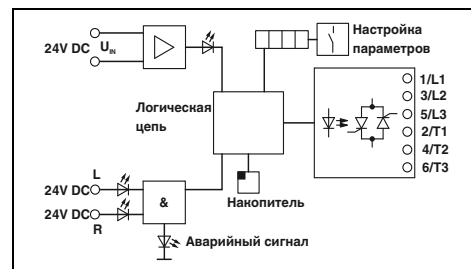 Настройка
параметров
24V DC
U IN
1/L1
3/L2
5/L3
2/T1
4/T2
6/T3
Логическая
цепь
L
24V DC
24V DC
R
&
Накопитель
Аварийный сигнал